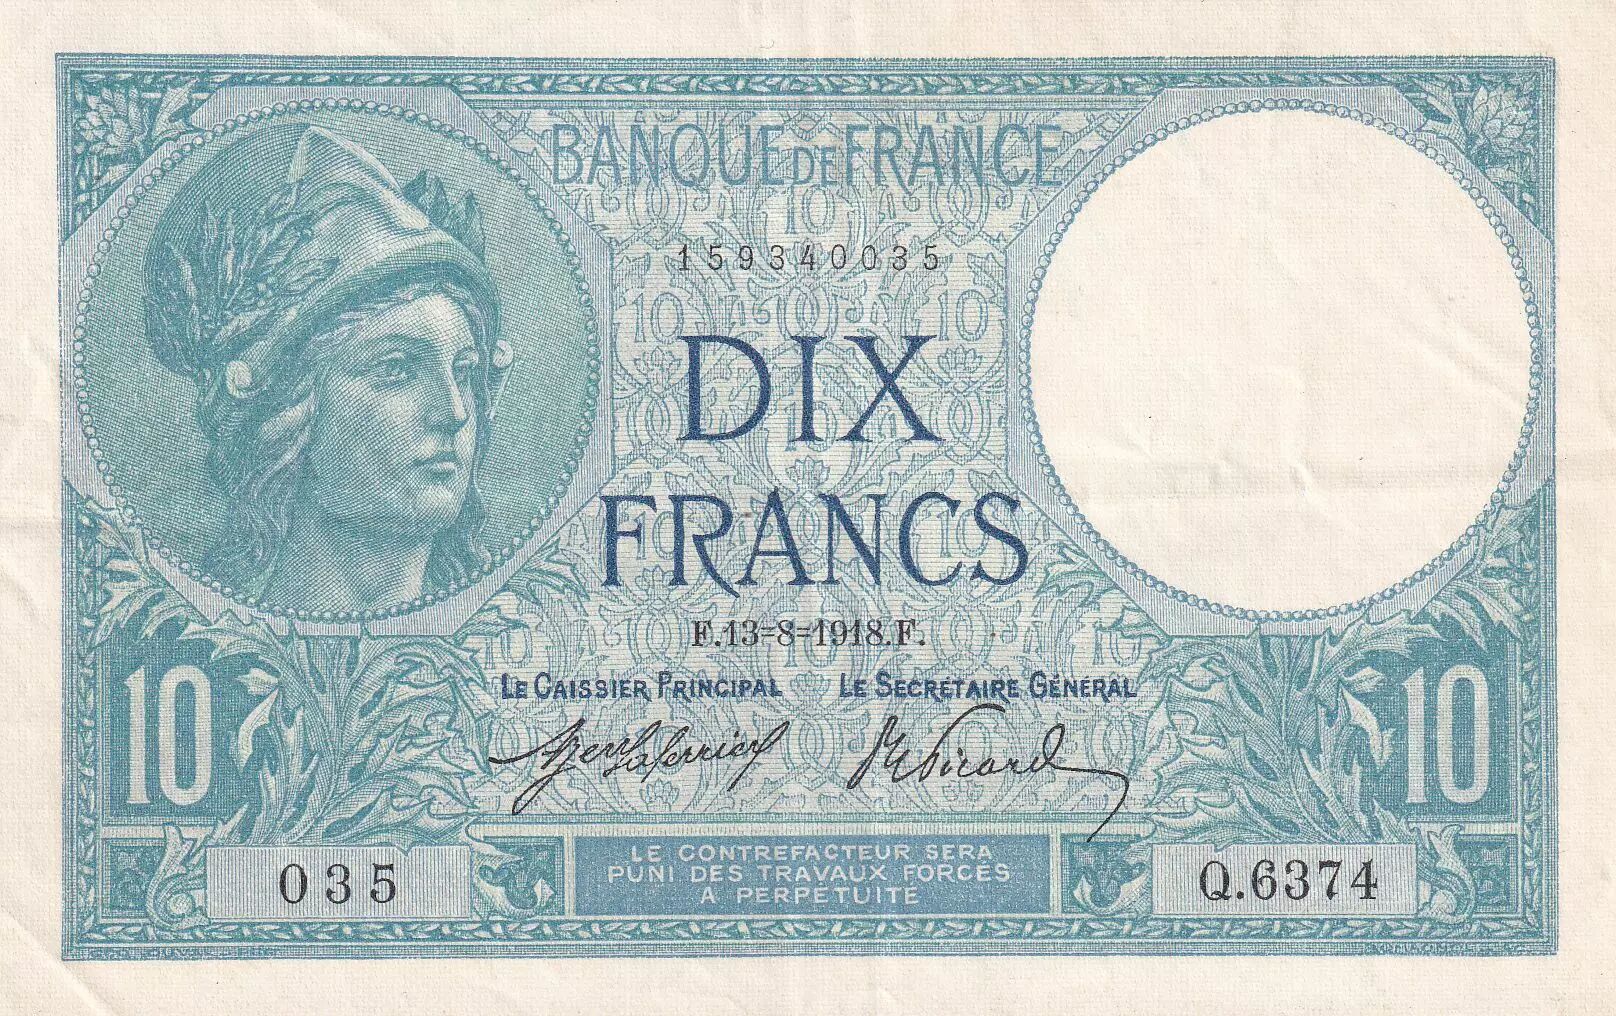 BANQUE DE FRANCE
159340035
DIX
FRANCS
F.13=8=1918.F.
LE CAISSIER PRINCIPAL LE SECRÉTAIRE GÉNÉRAL
Picard
10 10
LE CONTREFACTEUR SERA
PUNI DES TRAVAUX FORCÉS
A PERPÉTUITÉ
035 Q.6374